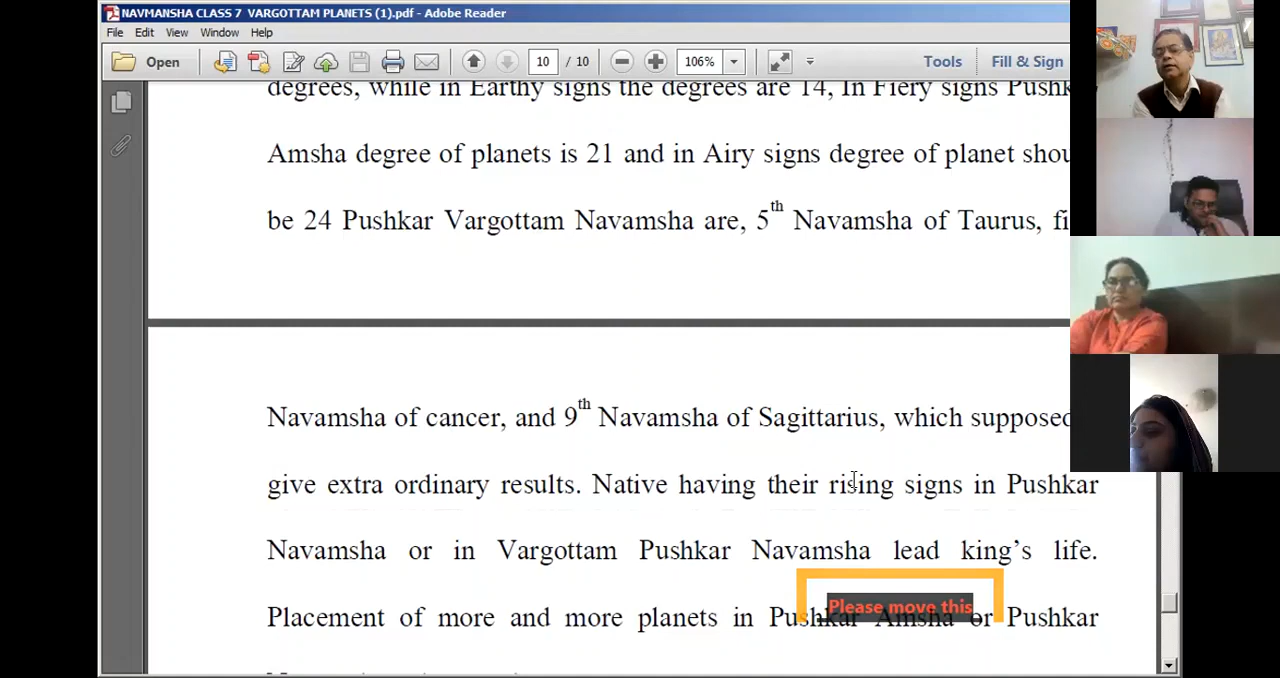 NAVMANSHA CLASS 7 VARGOTTAM PLANETS (1).pdf - Adobe Reader
File Edit View Window Help
Open 10 / 10 106% Tools Fill & Sign
degrees, while in Earthy signs the degrees are 14, In Fiery signs Pushk
Amsha degree of planets is 21 and in Airy signs degree of planet shou
be 24 Pushkar Vargottam Navamsha are, 5th Navamsha of Taurus, fi
Navamsha of cancer, and 9th Navamsha of Sagittarius, which supposed
give extra ordinary results. Native having their rising signs in Pushkar
Navamsha or in Vargottam Pushkar Navamsha lead king's life.
Please move this
Placement of more and more planets in Pushkar Amsha or Pushkar